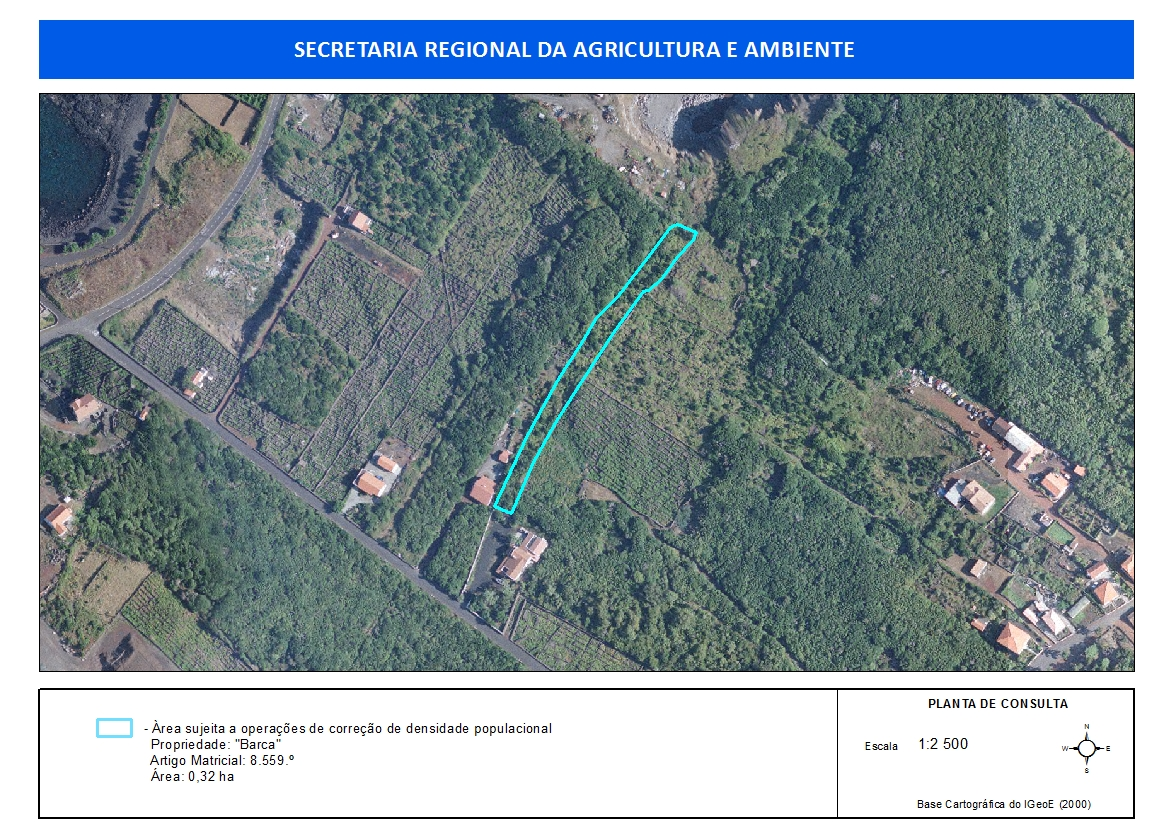 SECRETARIA REGIONAL DA AGRICULTURA E AMBIENTE
- Àrea sujeita a operações de correção de densidade populacional
Propriedade: "Barca"
Artigo Matricial: 8.559.º
Área: 0,32 ha
PLANTA DE CONSULTA
Escala 1:2 500
N
W E
S
Base Cartográfica do IGeoE (2000)